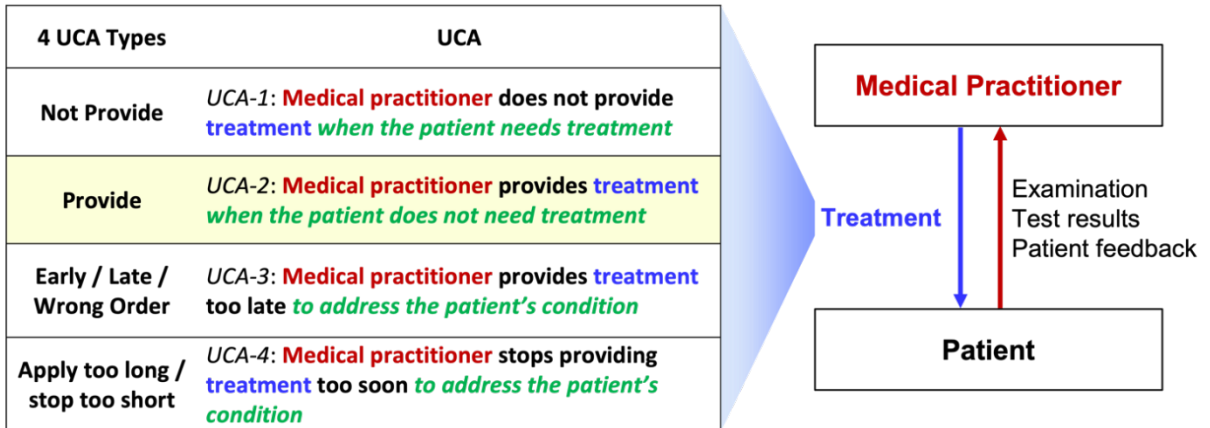 4 UCA Types UCA
Not Provide
UCA-1: Medical practitioner does not provide
treatment when the patient needs treatment
Provide
UCA-2: Medical practitioner provides treatment
when the patient does not need treatment
Early / Late /
Wrong Order
UCA-3: Medical practitioner provides treatment
too late to address the patient’s condition
Apply too long /
stop too short
UCA-4: Medical practitioner stops providing
treatment too soon to address the patient’s
condition
Medical Practitioner
Treatment
Examination
Test results
Patient feedback
Patient